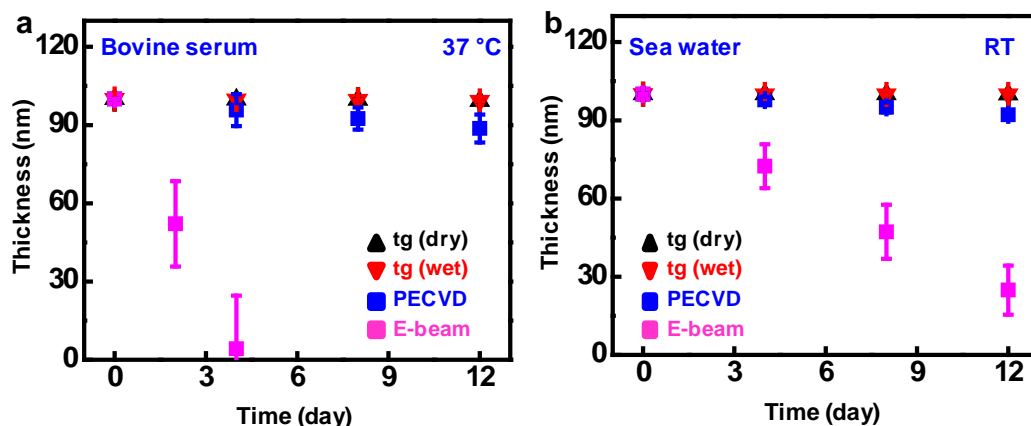 a
Bovine serum 37 °C
Thickness (nm)
120
90
60
30
0
tg (dry)
tg (wet)
PECVD
E-beam
0 3 6 9 12
Time (day)
b
Sea water RT
Thickness (nm)
120
90
60
30
0
tg (dry)
tg (wet)
PECVD
E-beam
0 3 6 9 12
Time (day)